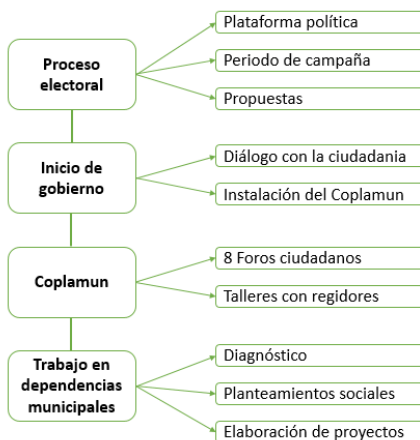 Plataforma política
Proceso
electoral
Periodo de campaña
Propuestas
Inicio de
gobierno
Diálogo con la ciudadania
Instalación del Coplamun
Coplamun
8 Foros ciudadanos
Talleres con regidores
Trabajo en
dependencias
municipales
Diagnóstico
Planteamientos sociales
Elaboración de proyectos